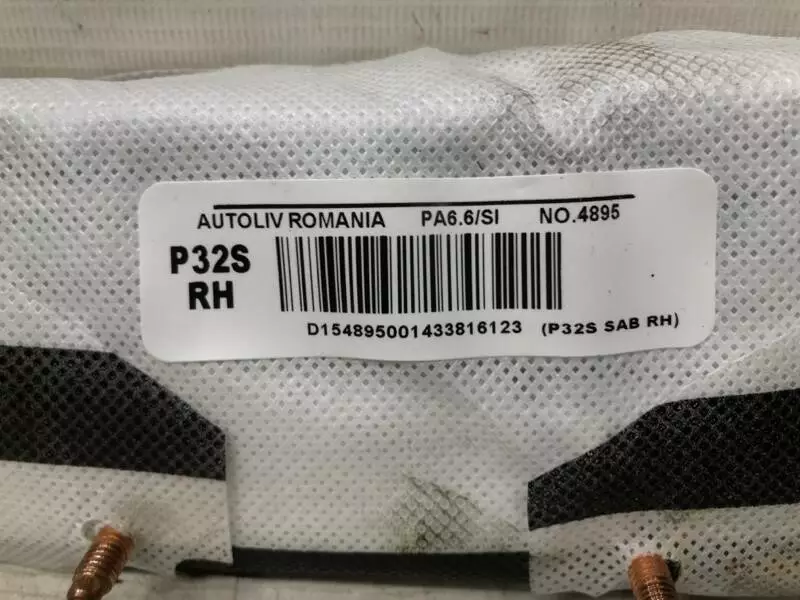 AUTOLIV ROMANIA PA6.6/SI NO.4895
P32S
RH
D154895001433816123 (P32S SAB RH)